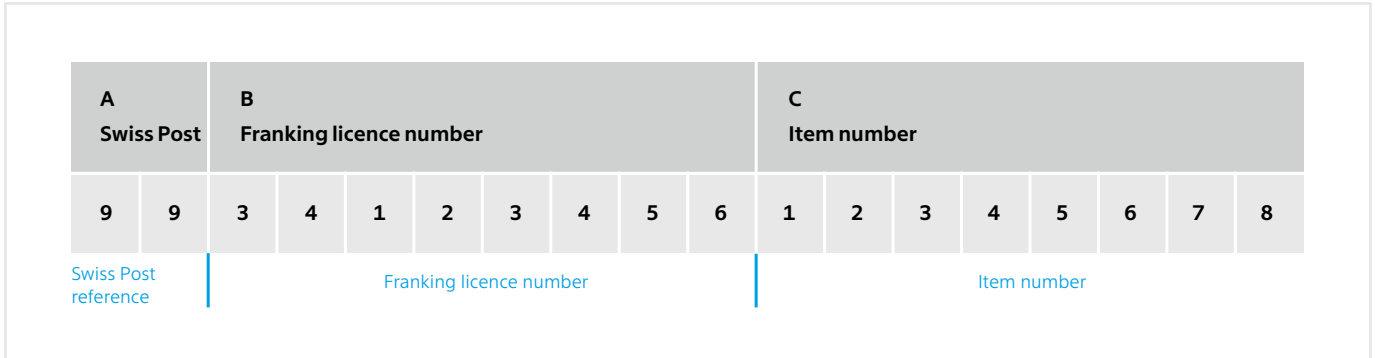 A B C
Swiss Post Franking licence number Item number
9 9 3 4 1 2 3 4 5 6 1 2 3 4 5 6 7 8
Swiss Post
reference
Franking licence number
Item number